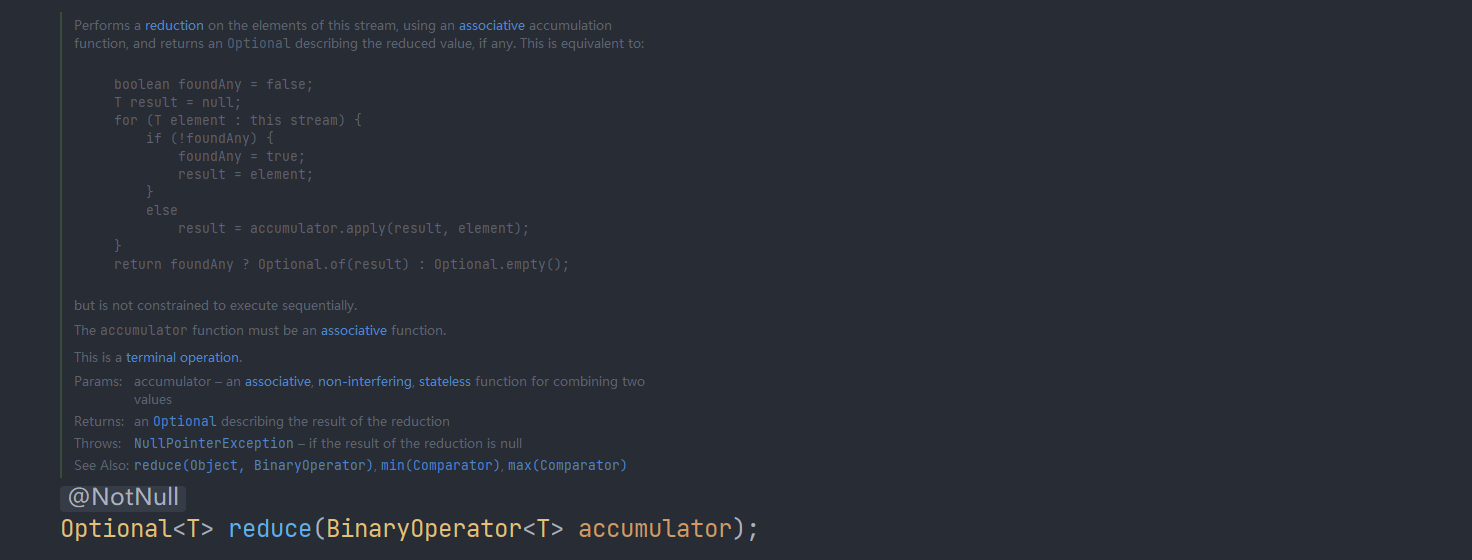 Performs a reduction on the elements of this stream, using an associative accumulation
function, and returns an Optional describing the reduced value, if any. This is equivalent to:
boolean foundAny = false;
T result = null;
for (T element : this stream) {
if (!foundAny) {
foundAny = true;
result = element;
}
else
result = accumulator.apply(result, element);
}
return foundAny ? Optional.of(result) : Optional.empty();
but is not constrained to execute sequentially.
The accumulator function must be an associative function.
This is a terminal operation.
Params: accumulator – an associative, non-interfering, stateless function for combining two
values
Returns: an Optional describing the result of the reduction
Throws: NullPointerException – if the result of the reduction is null
See Also: reduce(Object, BinaryOperator), min(Comparator), max(Comparator)
@NotNull
Optional<T> reduce(BinaryOperator<T> accumulator);